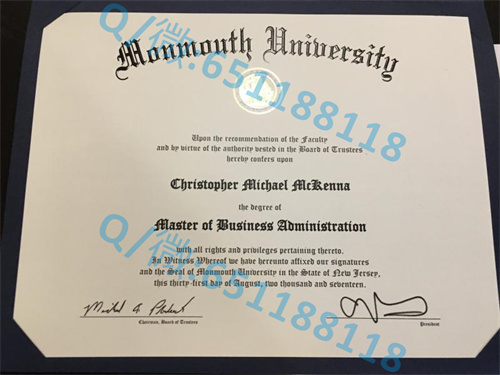 Monmouth University
Upon the recommendation of the Faculty
and by virtue of the authority vested in the Board of Trustees
hereby confers upon
Christopher Michael McKenna
the degree of
Master of Business Administration
with all rights and privileges pertaining thereto.
In Witness Whereof we have hereunto affixed our signatures
and the Seal of Monmouth University in the State of New Jersey,
this thirty-first day of August, two thousand and seventeen.
Chairman, Board of Trustees
President
Q/微:651188118
Q/微:651188118